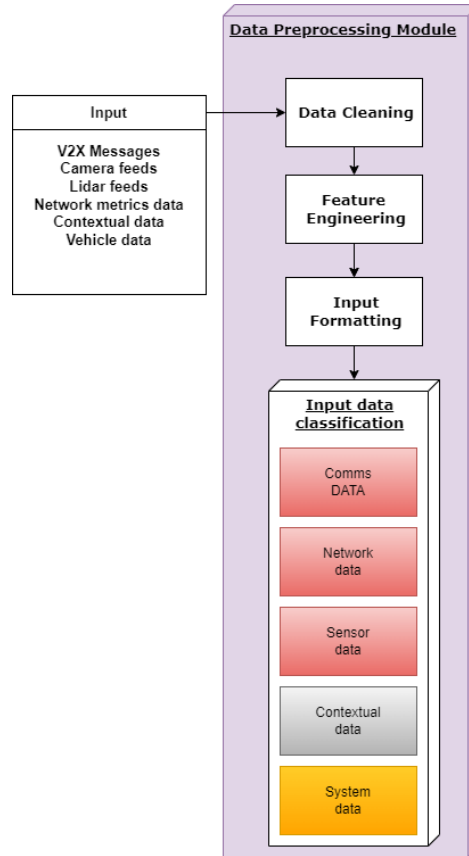 Data Preprocessing Module
Input
V2X Messages
Camera feeds
Lidar feeds
Network metrics data
Contextual data
Vehicle data
Data Cleaning
Feature
Engineering
Input
Formatting
Input data
classification
Comms
DATA
Network
data
Sensor
data
Contextual
data
System
data